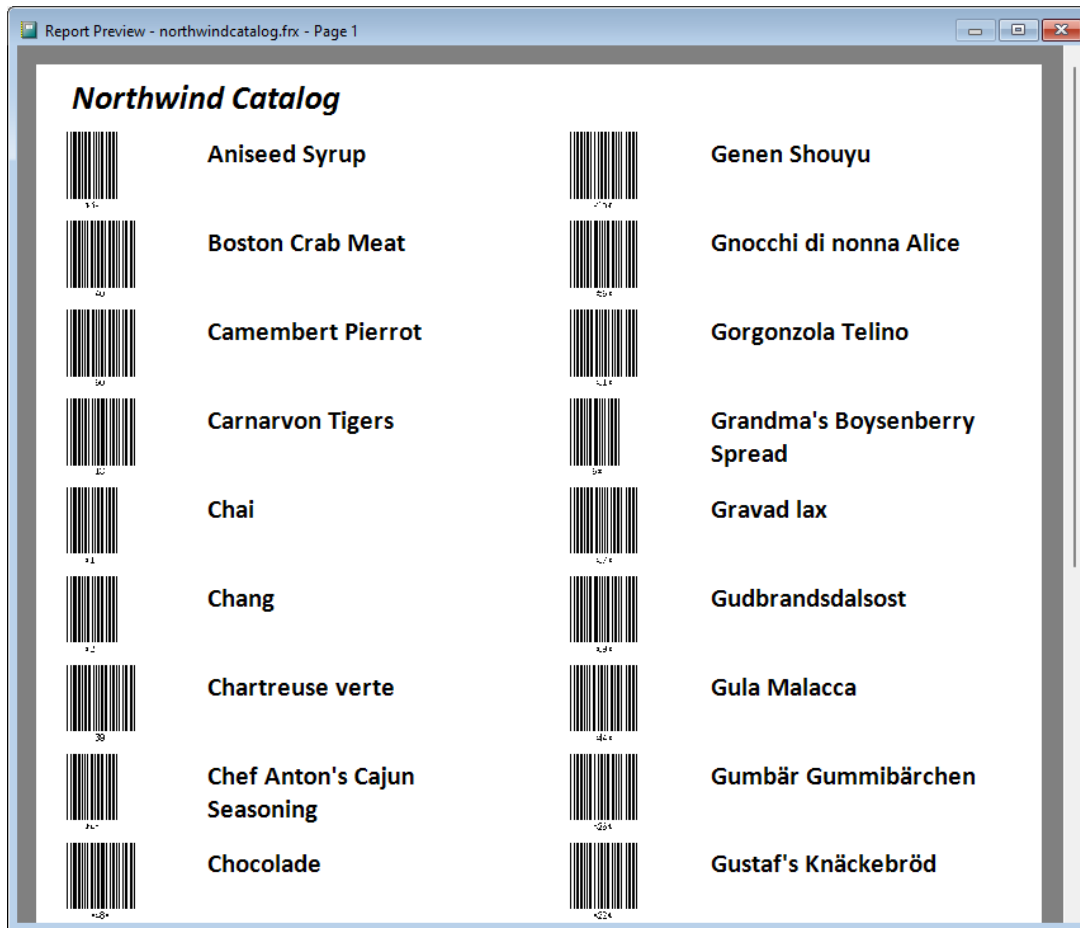 Report Preview - northwindcatalog.frx - Page 1
Northwind Catalog
Aniseed Syrup
Boston Crab Meat
Camembert Pierrot
Carnarvon Tigers
Chai
Chang
Chartreuse verte
39
Chef Anton's Cajun
Seasoning
Chocolade
Genen Shouyu
Gnocchi di nonna Alice
Gorgonzola Telino
Grandma's Boysenberry
Spread
Gravad lax
Gudbrandsdalsost
Gula Malacca
Gumbär Gummibärchen
Gustaf's Knäckebröd